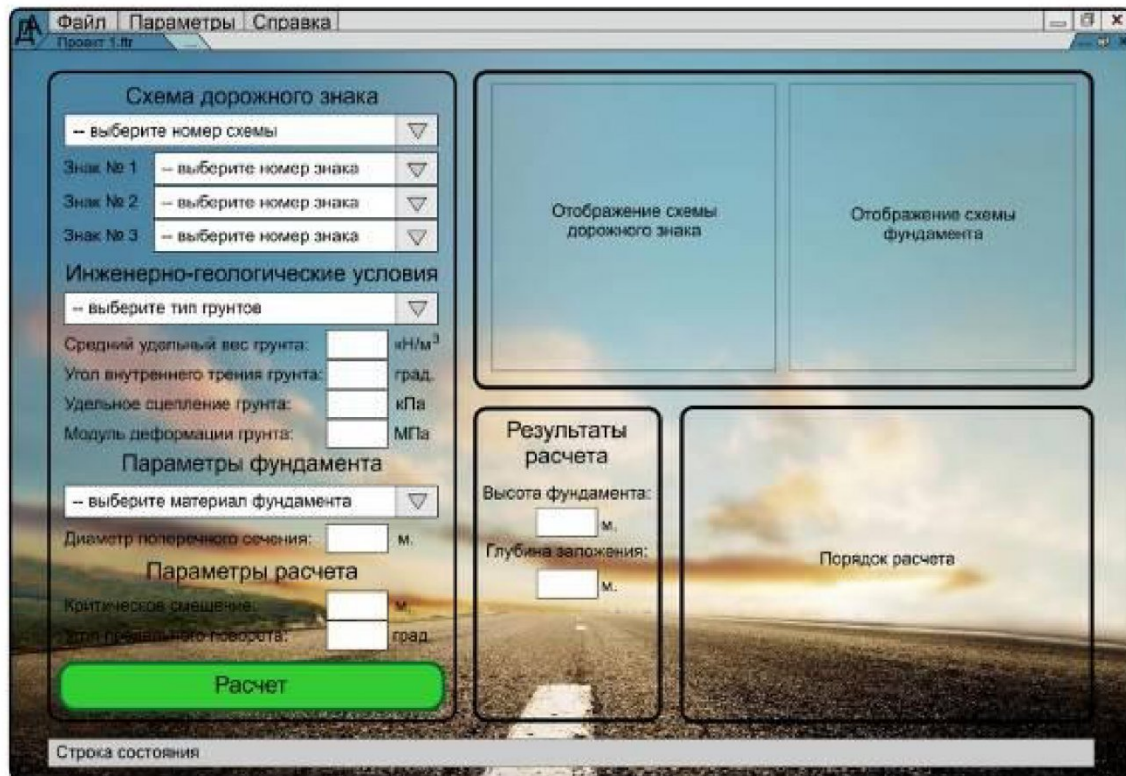 ДА
Файл Параметры Справка
Проект 1.ftr ...
Схема дорожного знака
-- выберите номер схемы
Знак № 1 -- выберите номер знака
Знак № 2 -- выберите номер знака
Знак № 3 -- выберите номер знака
Инженерно-геологические условия
-- выберите тип грунтов
Средний удельный вес грунта: кН/м³
Угол внутреннего трения грунта: град.
Удельное сцепление грунта: кПа
Модуль деформации грунта: МПа
Параметры фундамента
-- выберите материал фундамента
Диаметр поперечного сечения: м.
Параметры расчета
Критическое смещение: м.
Угол предельного поворота: град.
Расчет
Отображение схемы
дорожного знака
Отображение схемы
фундамента
Результаты
расчета
Высота фундамента:
м.
Глубина заложения:
м.
Порядок расчета
Строка состояния